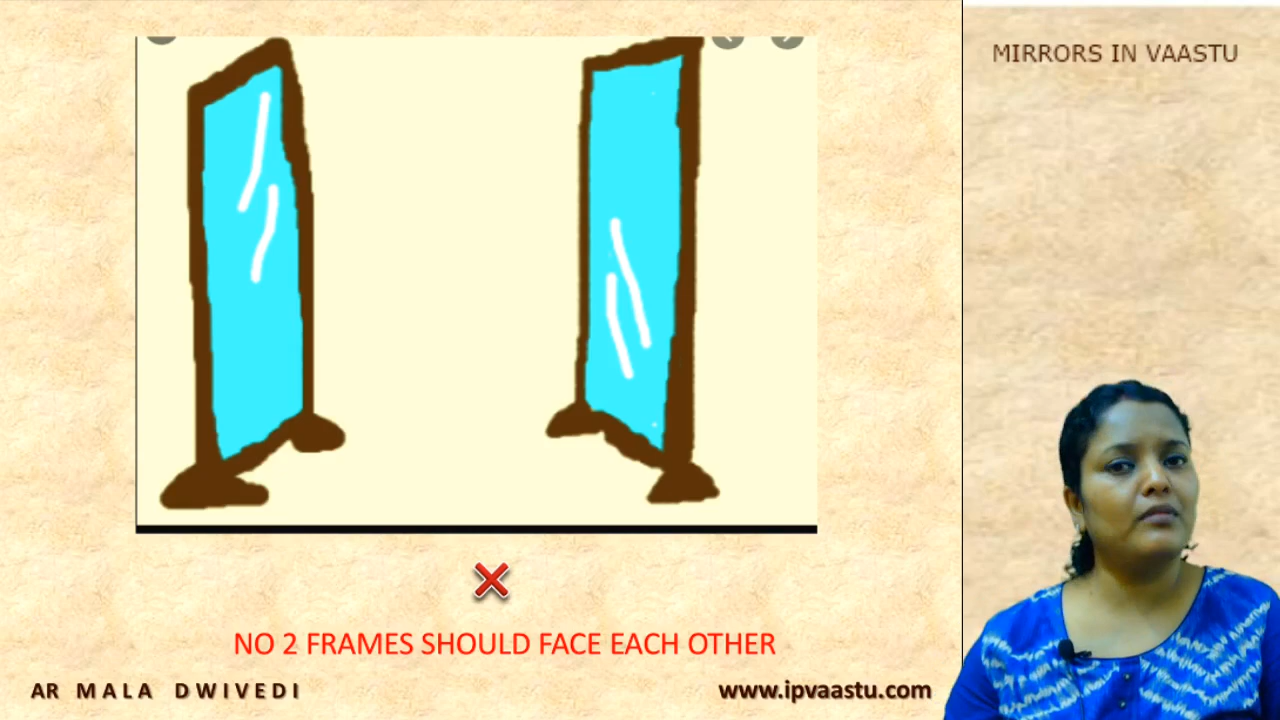 MIRRORS IN VAASTU
NO 2 FRAMES SHOULD FACE EACH OTHER
AR MALA DWIVEDI
www.ipvaastu.com